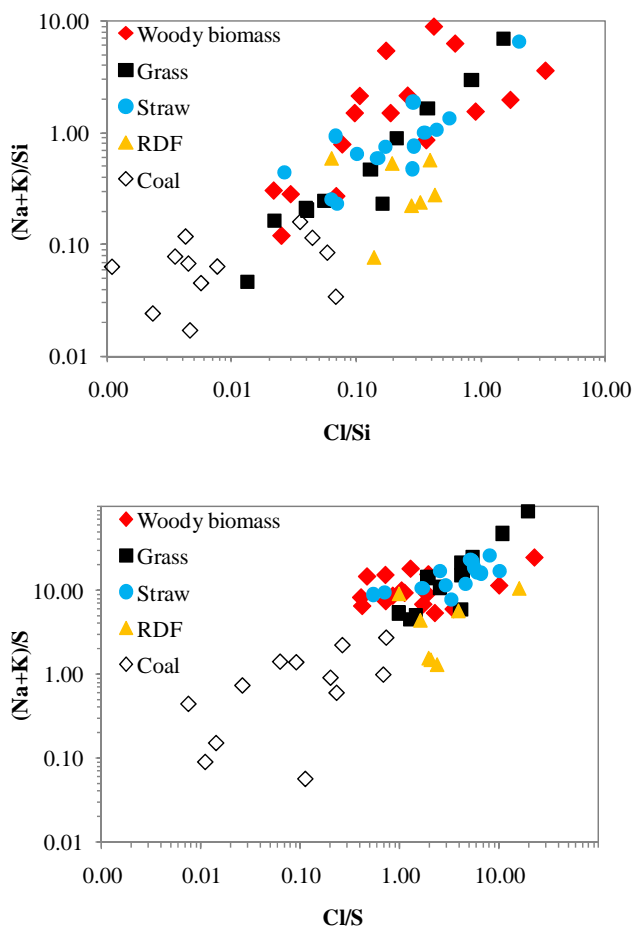 10.00
Woody biomass
Grass
Straw
RDF
Coal
1.00
0.10
0.01
(Na+K)/Si
0.00 0.01 0.10 1.00 10.00
Cl/Si
Woody biomass
Grass
Straw
RDF
Coal
10.00
1.00
0.10
0.01
(Na+K)/S
0.00 0.10 1.00 10.00
Cl/S